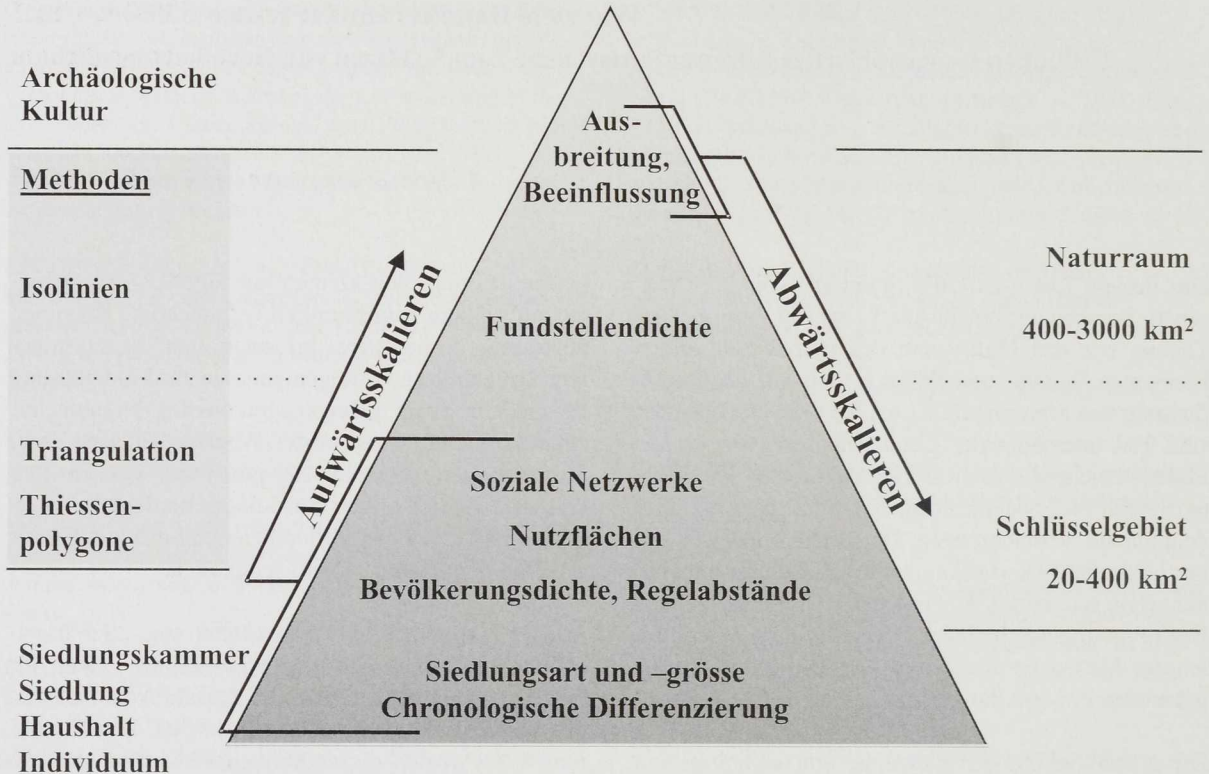 Archäologische
Kultur
Methoden
Isolinien
Triangulation
Thiessen-
polygone
Siedlungskammer
Siedlung
Haushalt
Individuum
Aufwärtsskalieren
Aus-
breitung,
Beeinflussung
Fundstellendichte
Soziale Netzwerke
Nutzflächen
Bevölkerungsdichte, Regelabstände
Siedlungsart und –grösse
Chronologische Differenzierung
Abwärtsskalieren
Naturraum
400-3000 km²
Schlüsselgebiet
20-400 km²